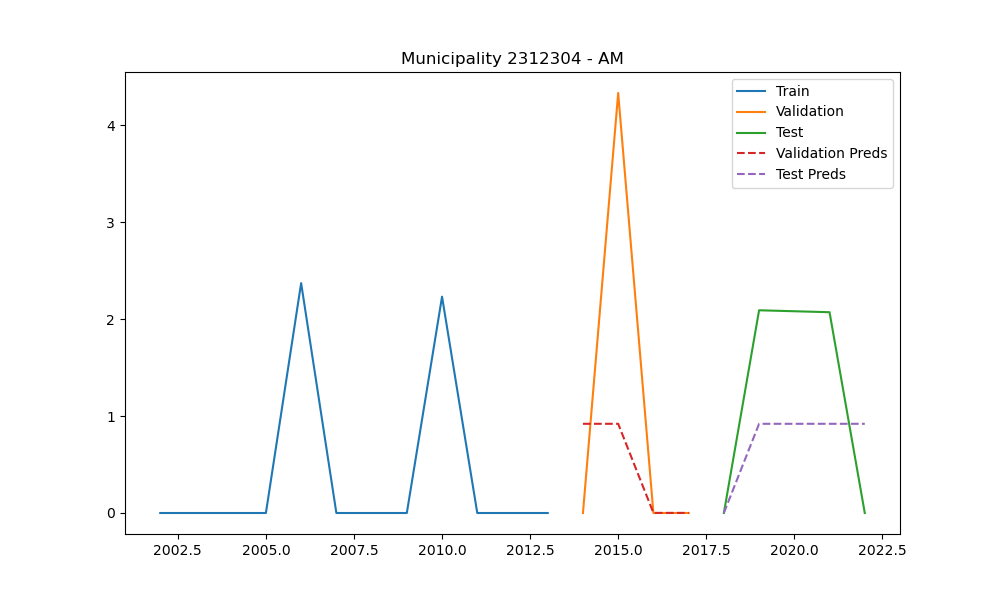 Municipality 2312304 - AM
Train
Validation
Test
Validation Preds
Test Preds
4
3
2
1
0
2002.5 2005.0 2007.5 2010.0 2012.5 2015.0 2017.5 2020.0 2022.5